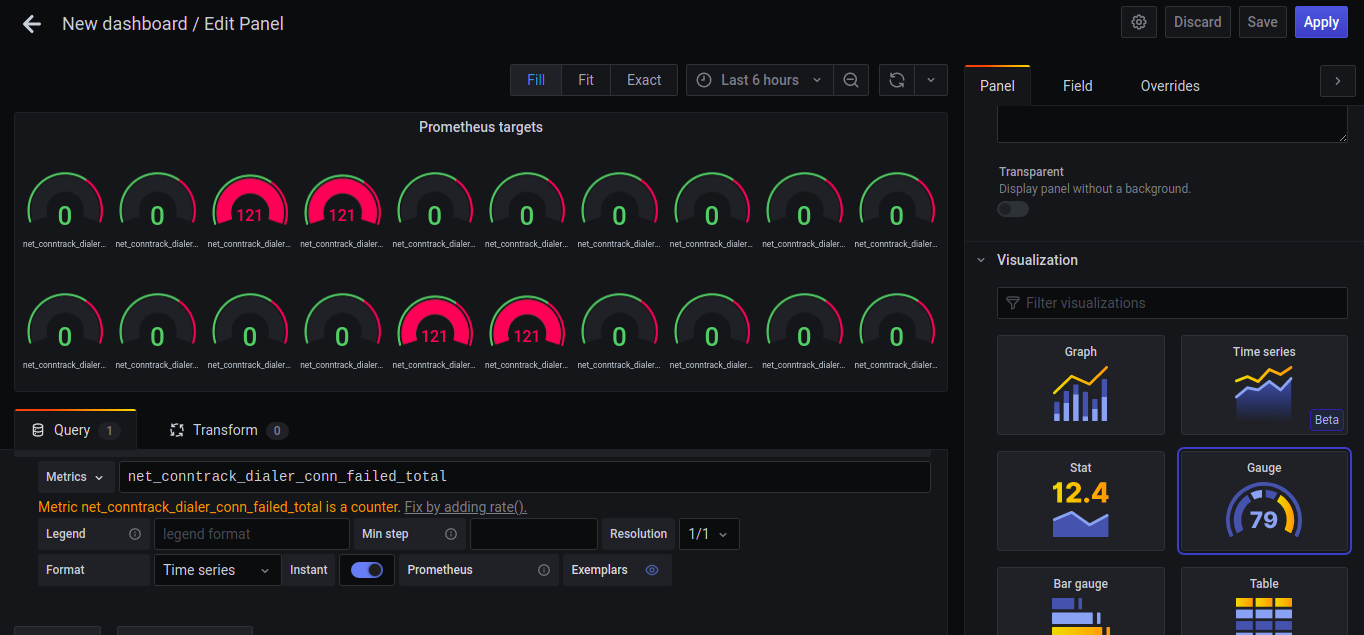 New dashboard / Edit Panel
Discard
Save
Apply
Fill
Fit
Exact
Last 6 hours
Panel
Field
Overrides
Prometheus targets
0 0 121 121 0 0 0 0 0 0
net_conntrack_dialer... net_conntrack_dialer... net_conntrack_dialer... net_conntrack_dialer... net_conntrack_dialer... net_conntrack_dialer... net_conntrack_dialer... net_conntrack_dialer... net_conntrack_dialer... net_conntrack_dialer...
0 0 0 0 121 121 0 0 0 0
net_conntrack_dialer... net_conntrack_dialer... net_conntrack_dialer... net_conntrack_dialer... net_conntrack_dialer... net_conntrack_dialer... net_conntrack_dialer... net_conntrack_dialer... net_conntrack_dialer... net_conntrack_dialer...
Query 1
Transform 0
Metrics
net_conntrack_dialer_conn_failed_total
Metric net_conntrack_dialer_conn_failed_total is a counter. Fix by adding rate().
Legend
legend format
Min step
Resolution
1/1
Format
Time series
Instant
Prometheus
Exemplars
Transparent
Display panel without a background.
Visualization
Filter visualizations
Graph
Time series
Beta
Stat
12.4
Gauge
79
Bar gauge
Table